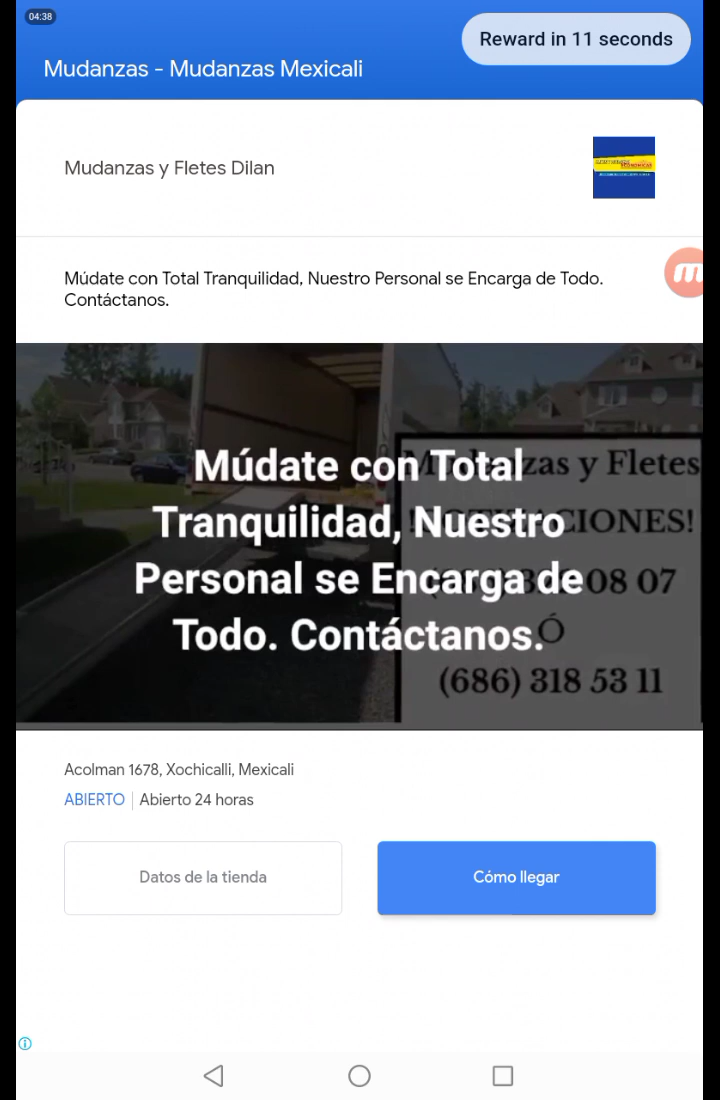 04:38
Reward in 11 seconds
Mudanzas - Mudanzas Mexicali
Mudanzas y Fletes Dilan
ECONOMICAS
Múdate con Total Tranquilidad, Nuestro Personal se Encarga de Todo.
Contáctanos.
m
Múdate con Total
Tranquilidad, Nuestro
Personal se Encarga de
Todo. Contáctanos.
zas y Fletes
CIONES!
08 07
Ó
(686) 318 53 11
Acolman 1678, Xochicalli, Mexicali
ABIERTO | Abierto 24 horas
Datos de la tienda
Cómo llegar